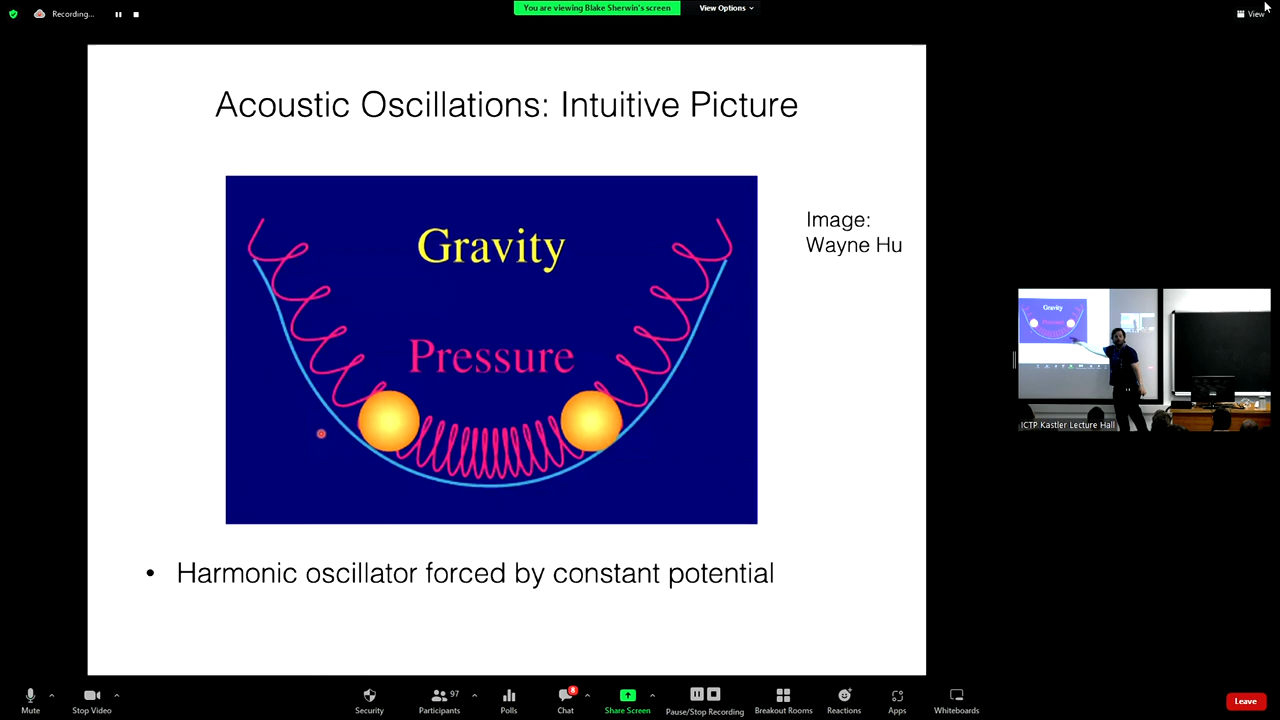 Recording...
You are viewing Blake Sherwin's screen
View Options
View
Acoustic Oscillations: Intuitive Picture
Gravity
Pressure
Image:
Wayne Hu
• Harmonic oscillator forced by constant potential
Gravity
Pressure
ICTP Kastler Lecture Hall
Mute
Stop Video
Security
Participants
97
Polls
Chat
8
Share Screen
Pause/Stop Recording
Breakout Rooms
Reactions
Apps
Whiteboards
Leave